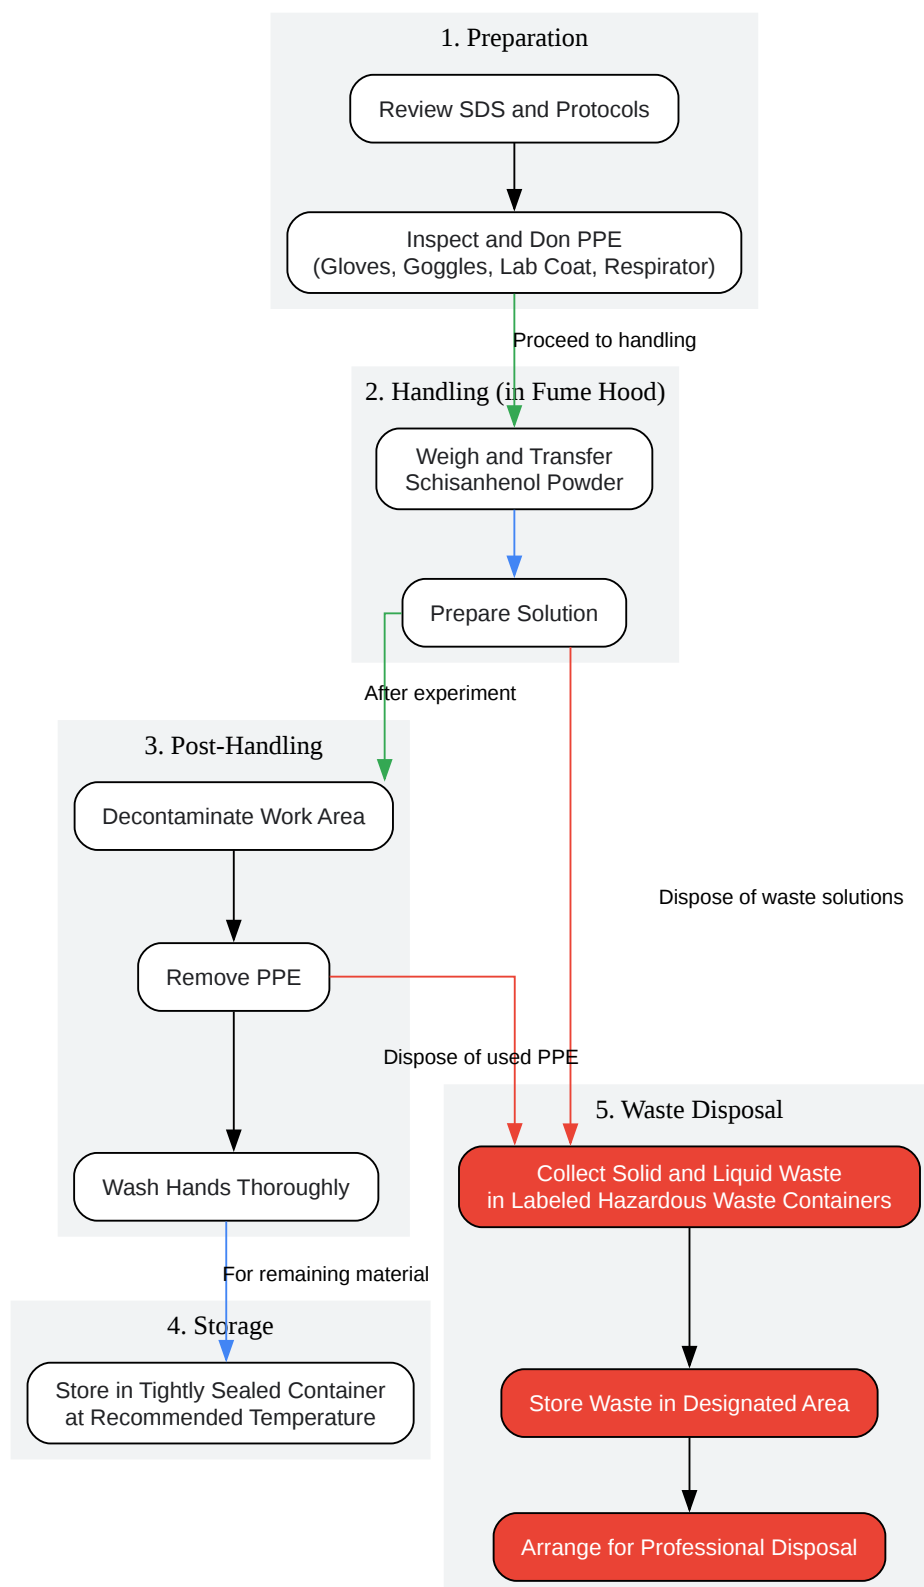 1. Preparation
Review SDS and Protocols
Inspect and Don PPE
(Gloves, Goggles, Lab Coat, Respirator)
Proceed to handling
2. Handling (in Fume Hood)
Weigh and Transfer
Schisanhenol Powder
Prepare Solution
After experiment
3. Post-Handling
Decontaminate Work Area
Dispose of waste solutions
Remove PPE
Dispose of used PPE
5. Waste Disposal
Collect Solid and Liquid Waste
in Labeled Hazardous Waste Containers
Wash Hands Thoroughly
For remaining material
4. Storage
Store in Tightly Sealed Container
at Recommended Temperature
Store Waste in Designated Area
Arrange for Professional Disposal